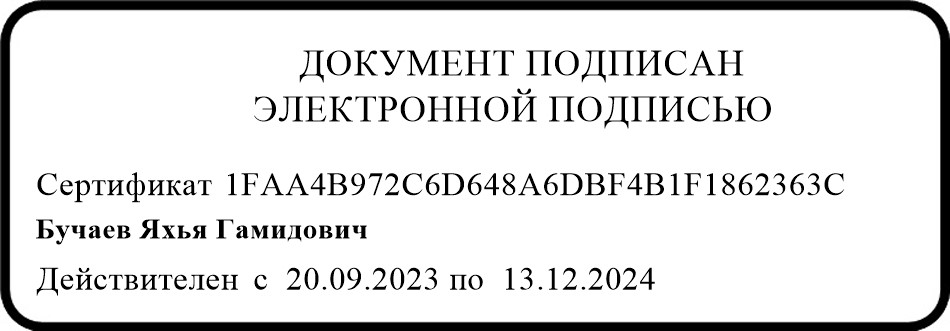 ДОКУМЕНТ ПОДПИСАН
ЭЛЕКТРОННОЙ ПОДПИСЬЮ
Сертификат 1FAA4B972C6D648A6DBF4B1F1862363C
Бучаев Яхья Гамидович
Действителен с 20.09.2023 по 13.12.2024